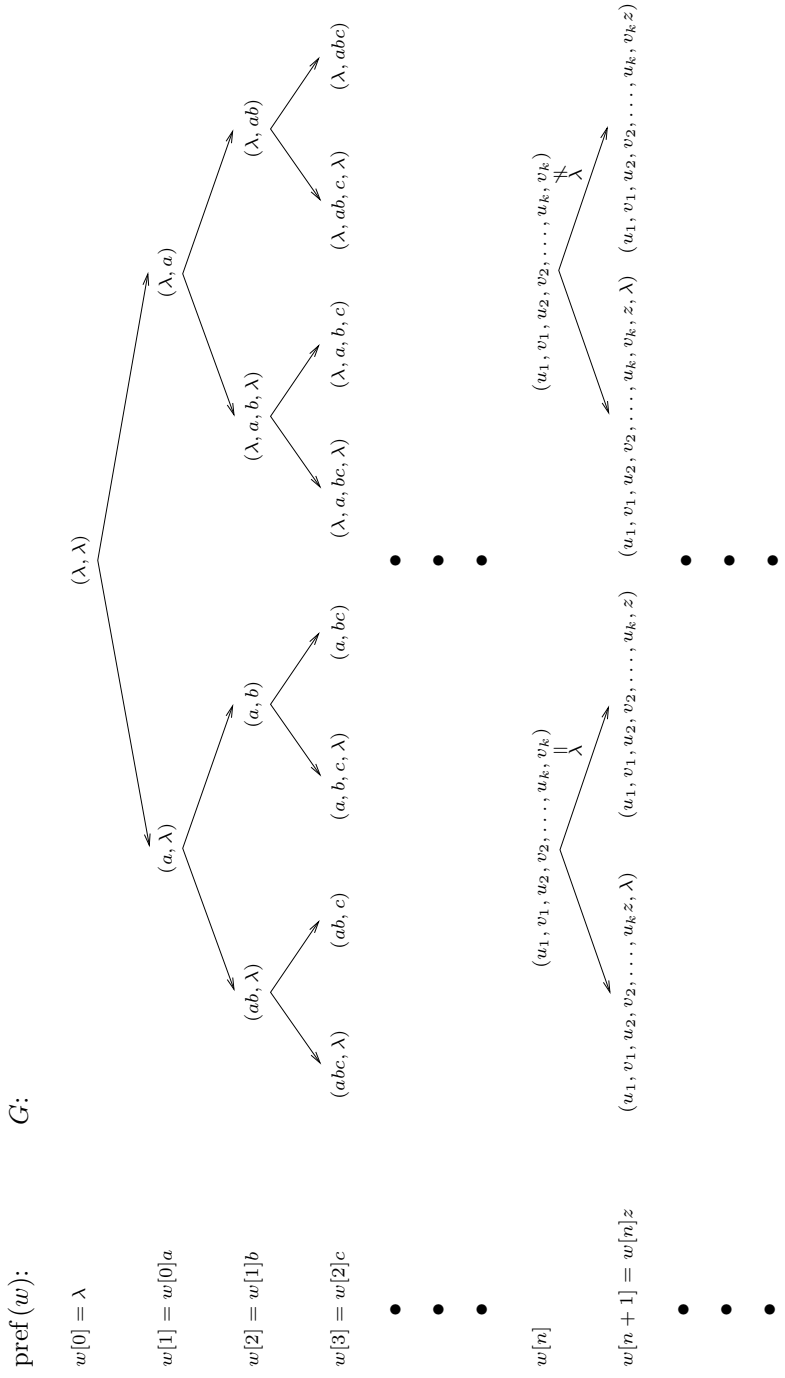 pref (w): G:
w[0] = λ (λ, λ)
w[1] = w[0]a (a, λ) (λ, a)
w[2] = w[1]b (ab, λ) (a, b) (λ, a, b, λ) (λ, ab)
w[3] = w[2]c (abc, λ) (ab, c) (a, b, c, λ) (a, bc) (λ, a, bc, λ) (λ, a, b, c) (λ, ab, c, λ) (λ, abc)
w[n] (u₁, v₁, u₂, v₂, . . . , uₖ, vₖ) (u₁, v₁, u₂, v₂, . . . , uₖ, vₖ)
= ≠
λ λ
w[n + 1] = w[n]z (u₁, v₁, u₂, v₂, . . . , uₖz, λ) (u₁, v₁, u₂, v₂, . . . , uₖ, z) (u₁, v₁, u₂, v₂, . . . , uₖ, vₖ, z, λ) (u₁, v₁, u₂, v₂, . . . , uₖ, vₖz)